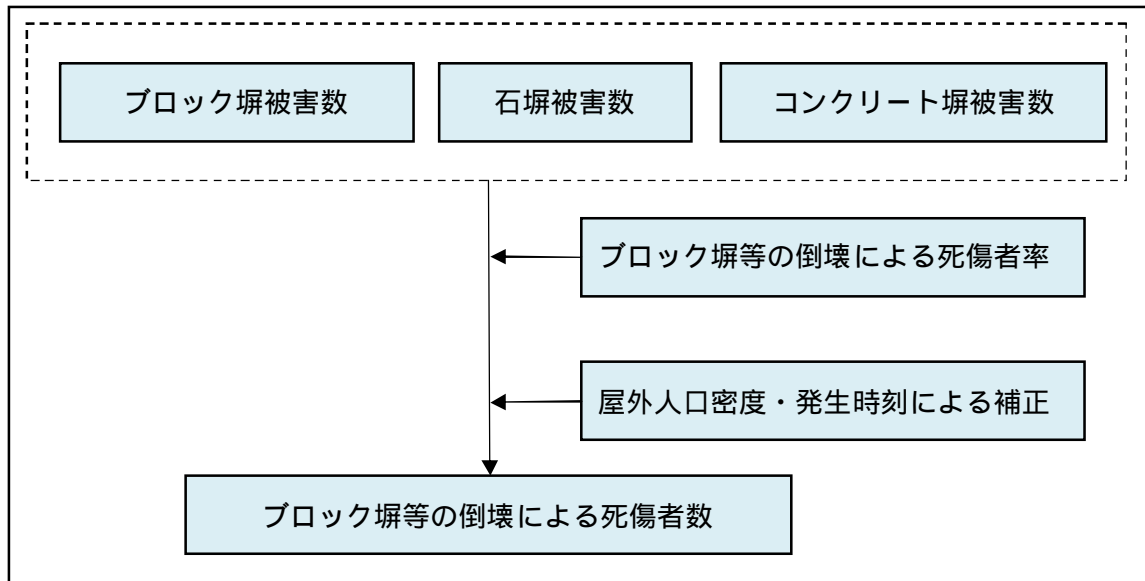 ブロック塀被害数
石塀被害数
コンクリート塀被害数
ブロック塀等の倒壊による死傷者率
屋外人口密度・発生時刻による補正
ブロック塀等の倒壊による死傷者数